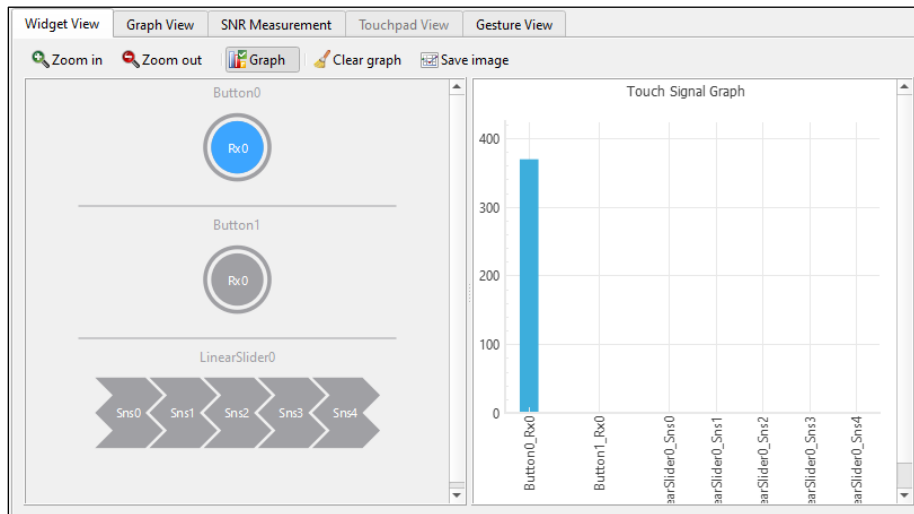 Widget View Graph View SNR Measurement Touchpad View Gesture View
Zoom in Zoom out Graph Clear graph Save image
Button0
Rx0
Button1
Rx0
LinearSlider0
Sns0 Sns1 Sns2 Sns3 Sns4
Touch Signal Graph
400
300
200
100
0
Button0_Rx0
Button1_Rx0
earSlider0_Sns0
earSlider0_Sns1
earSlider0_Sns2
earSlider0_Sns3
earSlider0_Sns4